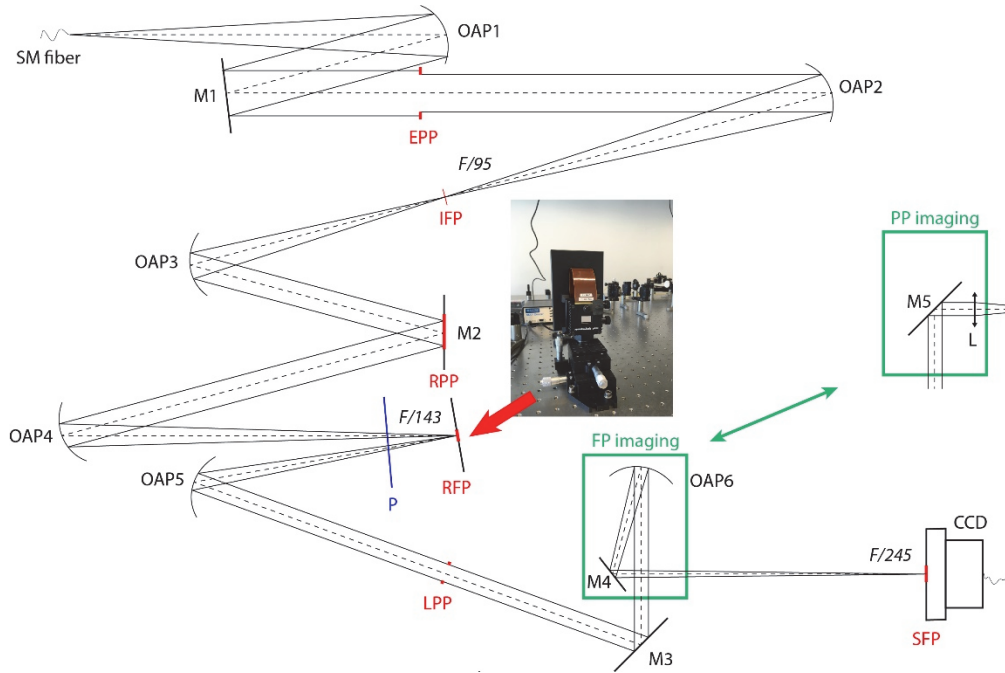 OAP1
SM fiber
M1
OAP2
EPP
F/95
IFP
PP imaging
OAP3
M5
M2
L
RPP
F/143
OAP4
FP imaging
OAP5
OAP6
RFP
P
CCD
F/245
M4
LPP
SFP
M3